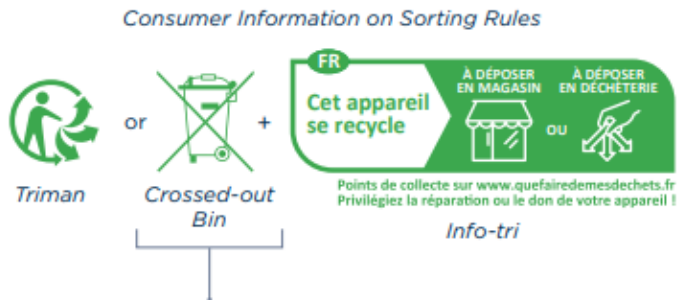 Consumer Information on Sorting Rules
FR
Cet appareil
se recycle
À DÉPOSER
EN MAGASIN
OU
À DÉPOSER
EN DÉCHÈTERIE
or
+
Points de collecte sur www.quefairedemesdechets.fr
Privilégiez la réparation ou le don de votre appareil !
Triman
Crossed-out
Bin
Info-tri